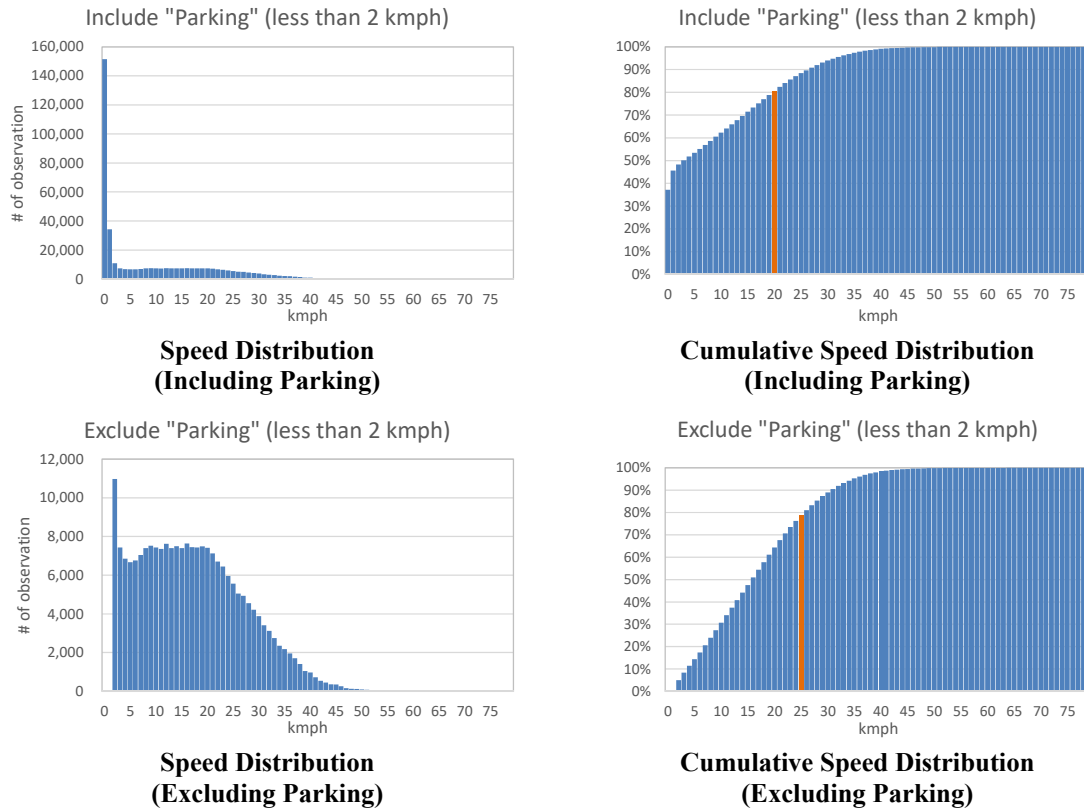 Include "Parking" (less than 2 kmph)
160,000
140,000
120,000
100,000
80,000
60,000
40,000
20,000
0
# of observation
0 5 10 15 20 25 30 35 40 45 50 55 60 65 70 75
kmph
Speed Distribution
(Including Parking)
Include "Parking" (less than 2 kmph)
100%
90%
80%
70%
60%
50%
40%
30%
20%
10%
0%
0 5 10 15 20 25 30 35 40 45 50 55 60 65 70 75
kmph
Cumulative Speed Distribution
(Including Parking)
Exclude "Parking" (less than 2 kmph)
12,000
10,000
8,000
6,000
4,000
2,000
0
# of observation
0 5 10 15 20 25 30 35 40 45 50 55 60 65 70 75
kmph
Speed Distribution
(Excluding Parking)
Exclude "Parking" (less than 2 kmph)
100%
90%
80%
70%
60%
50%
40%
30%
20%
10%
0%
0 5 10 15 20 25 30 35 40 45 50 55 60 65 70 75
kmph
Cumulative Speed Distribution
(Excluding Parking)